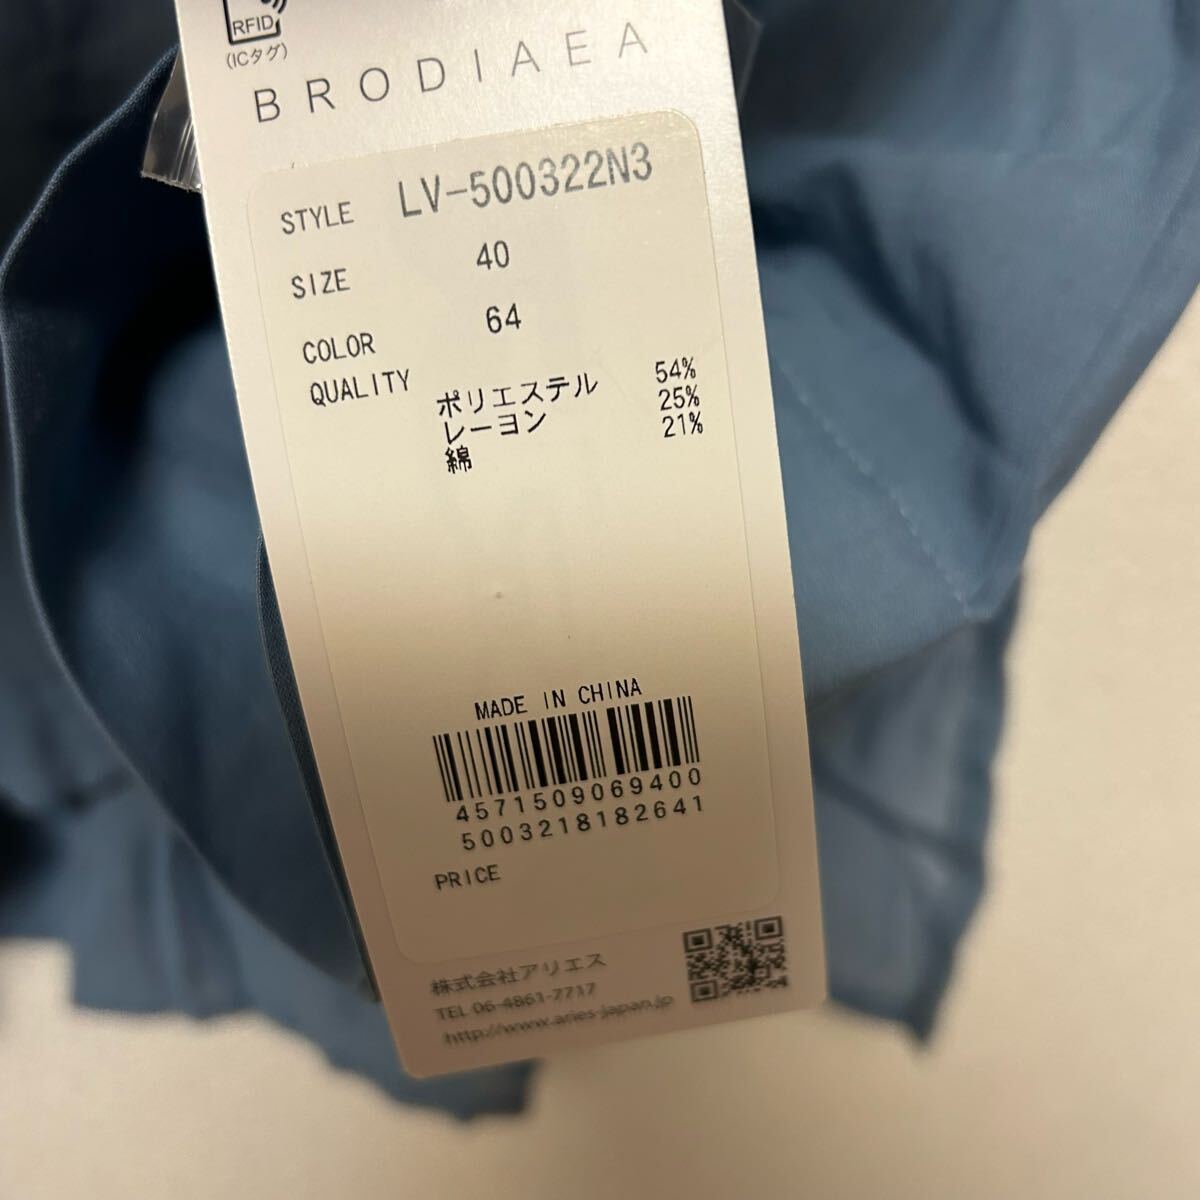 RFID
(ICタグ)
BRODIAEA
STYLE LV-500322N3
SIZE 40
COLOR 64
QUALITY ポリエステル 54%
レーヨン 25%
綿 21%
MADE IN CHINA
4571509069400
5003218182641
PRICE
株式会社アリエス
TEL 06-4861-7717
http://www.aries-japan.jp